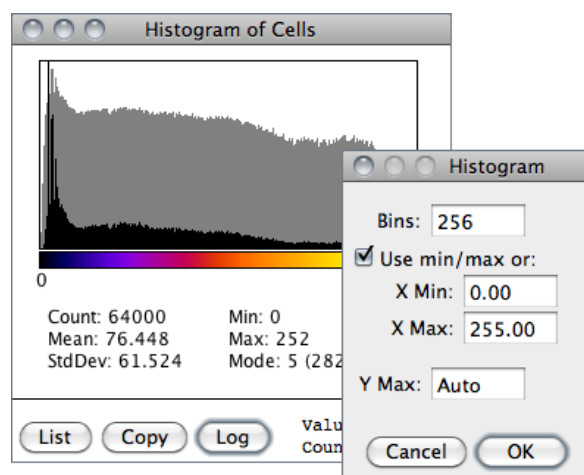 Histogram of Cells
0
Count: 64000 Min: 0
Mean: 76.448 Max: 252
StdDev: 61.524 Mode: 5 (282
List Copy Log
Valu
Coun
Histogram
Bins: 256
Use min/max or:
X Min: 0.00
X Max: 255.00
Y Max: Auto
Cancel OK